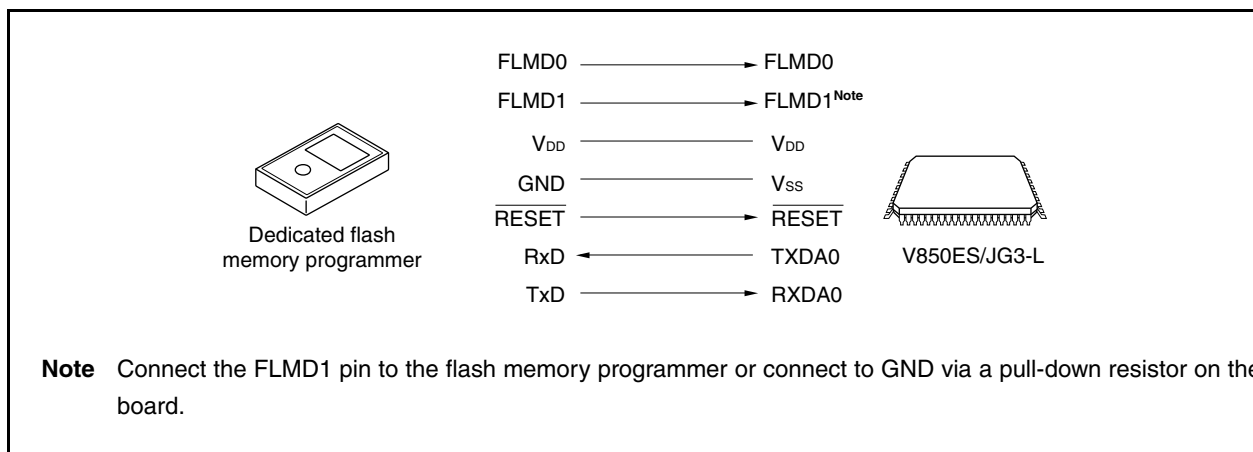 FLMD0 FLMD0
FLMD1 FLMD1Note
VDD VDD
GND VSS
RESET RESET
Dedicated flash
memory programmer
RxD TXDA0
V850ES/JG3-L
TxD RXDA0
Note Connect the FLMD1 pin to the flash memory programmer or connect to GND via a pull-down resistor on the
board.